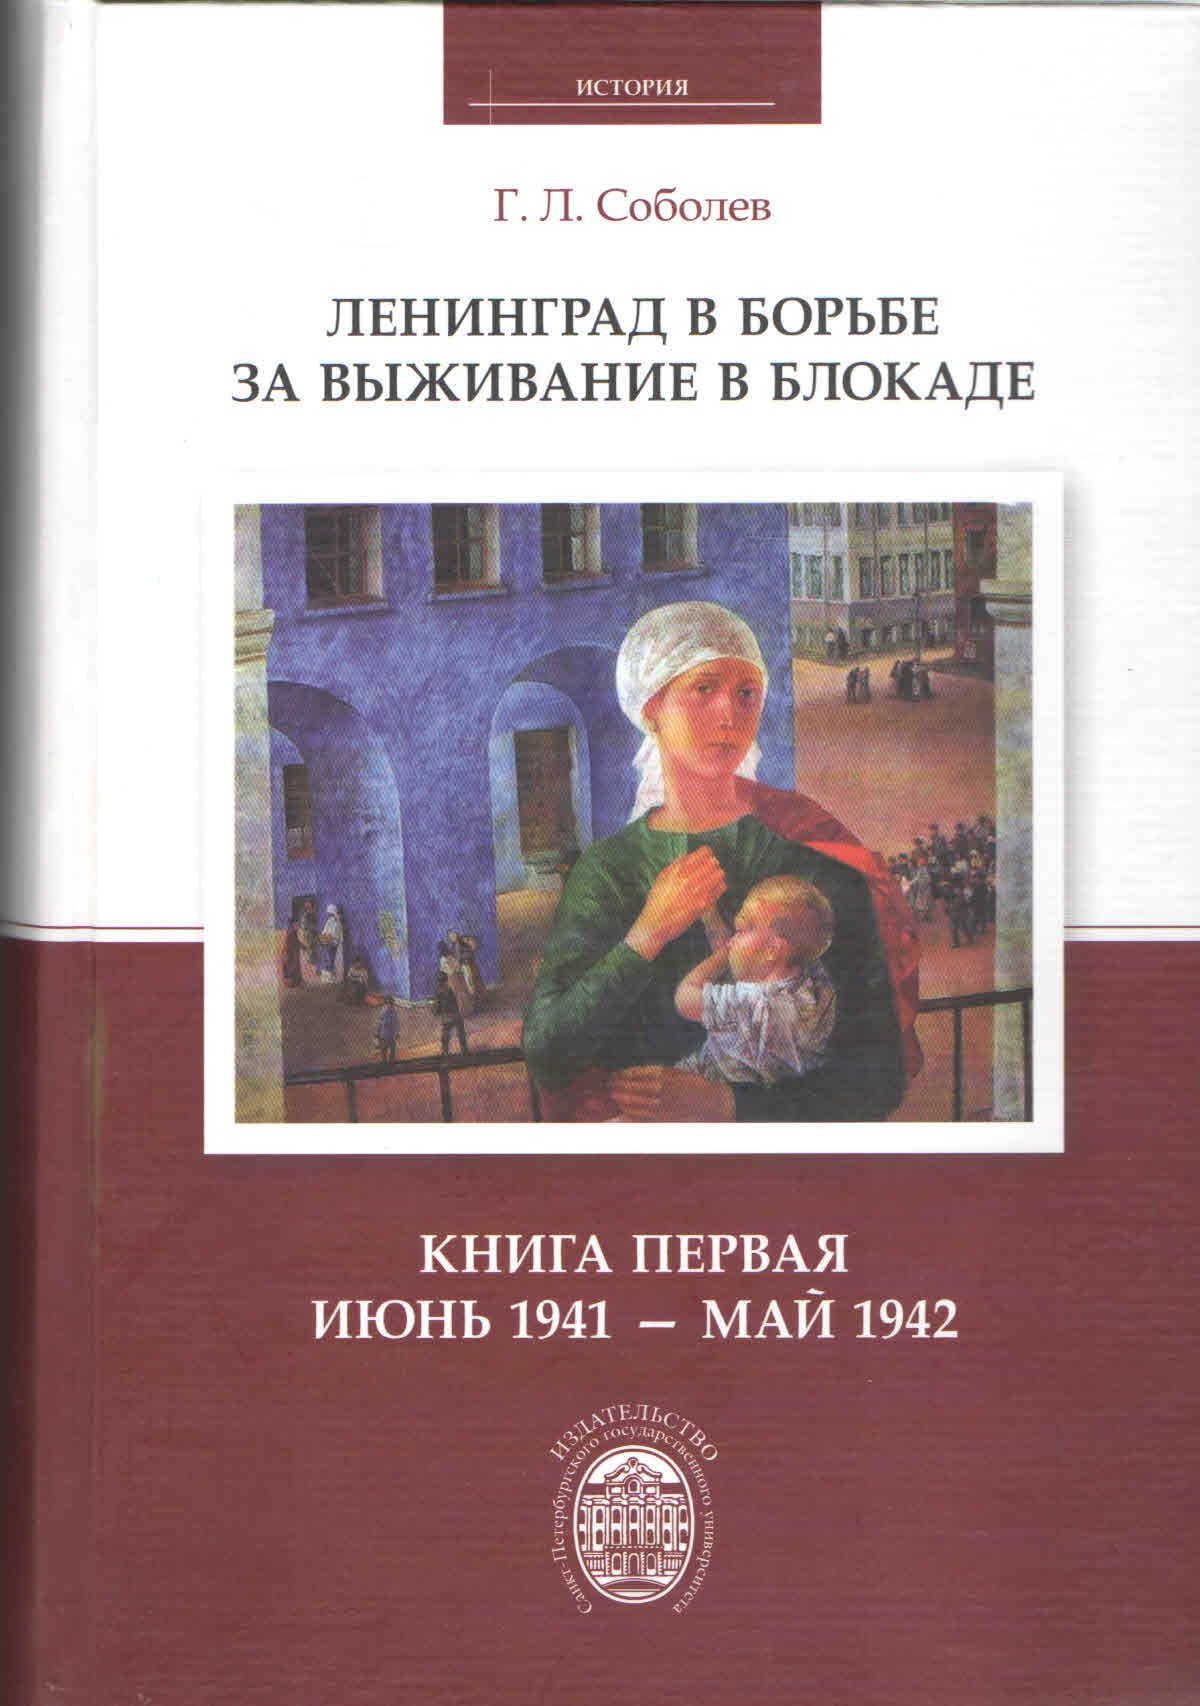 ИСТОРИЯ
Г. Л. Соболев
ЛЕНИНГРАД В БОРЬБЕ
ЗА ВЫЖИВАНИЕ В БЛОКАДЕ
КНИГА ПЕРВАЯ
ИЮНЬ 1941 – МАЙ 1942
ИЗДАТЕЛЬСТВО
Санкт-Петербургского государственного университета